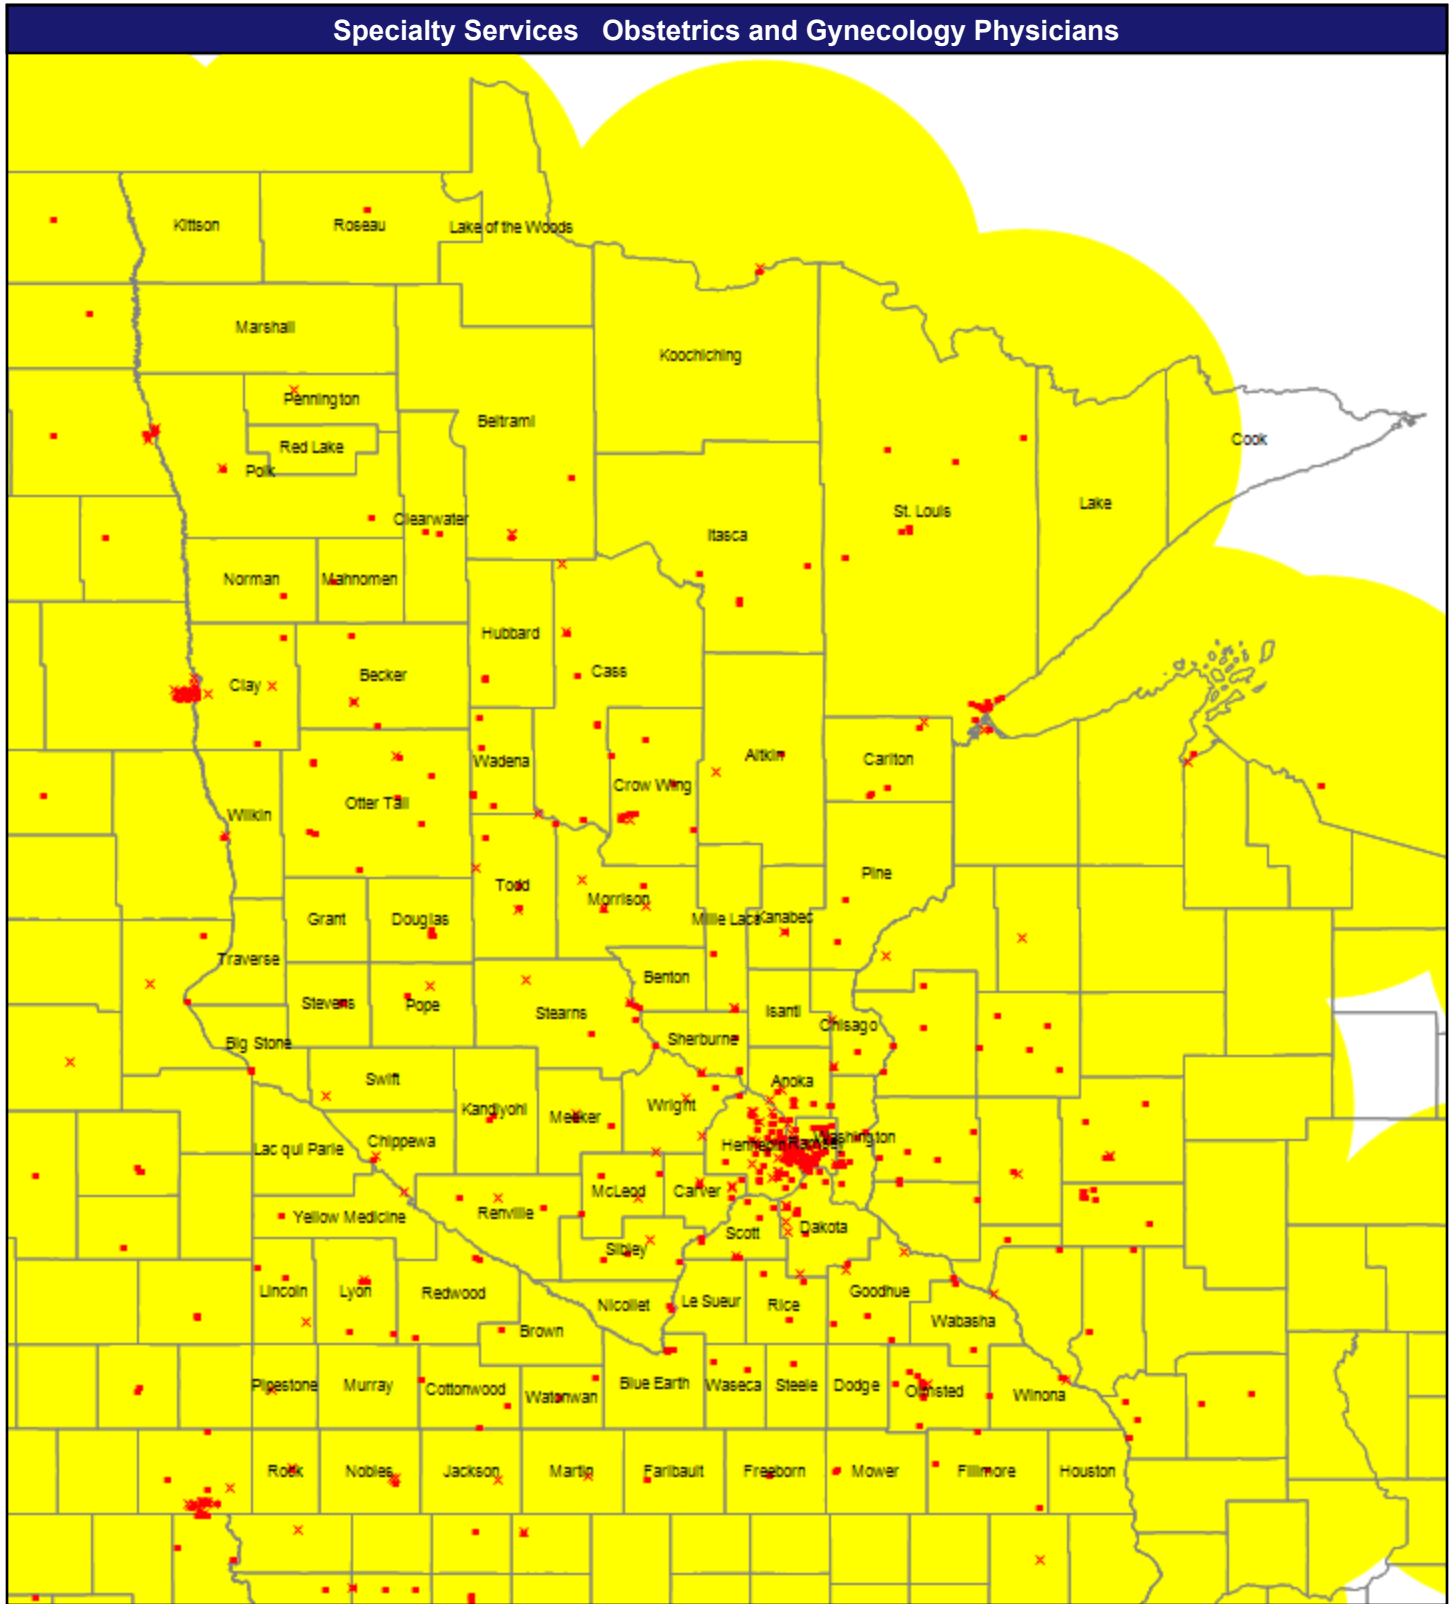 Specialty Services Obstetrics and Gynecology Physicians
Kittson
Roseau
Lake of the Woods
Marshall
Koochiching
Pennington
Beltrami
Red Lake
Cook
Polk
Clearwater
St. Louis
Lake
Itasca
Norman
Mahnomen
Hubbard
Cass
Clay
Becker
Wadena
Aitkin
Carlton
Crow Wing
Otter Tail
Wilkin
Pine
Todd
Morrison
Grant
Douglas
Mille Lacs
Kanabec
Traverse
Benton
Stevens
Pope
Stearns
Isanti
Chisago
Big Stone
Sherburne
Swift
Anoka
Kandiyohi
Meeker
Wright
Lac qui Parle
Chippewa
Hennepin
Ramsey
Washington
McLeod
Carver
Yellow Medicine
Renville
Scott
Dakota
Sibley
Lincoln
Lyon
Redwood
Nicollet
Le Sueur
Rice
Goodhue
Brown
Wabasha
Pipestone
Murray
Cottonwood
Watonwan
Blue Earth
Waseca
Steele
Dodge
Olmsted
Winona
Rock
Nobles
Jackson
Martin
Faribault
Freeborn
Mower
Fillmore
Houston